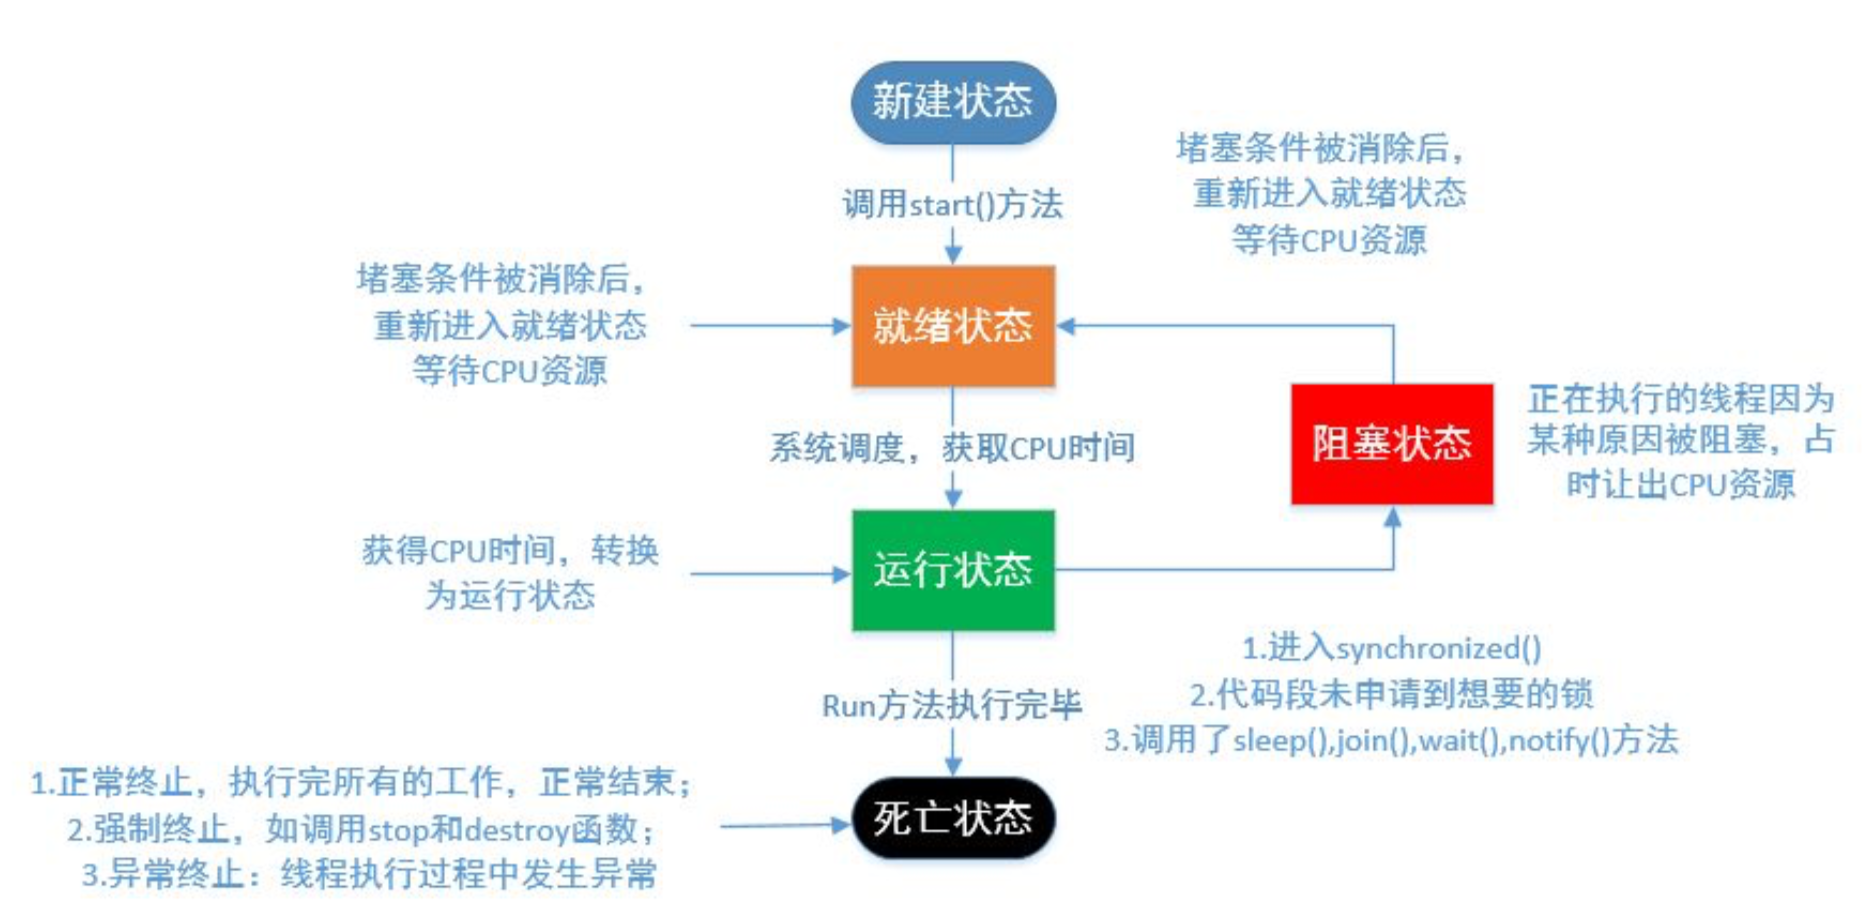 新建状态
调用start()方法
堵塞条件被消除后，
重新进入就绪状态
等待CPU资源
堵塞条件被消除后，
重新进入就绪状态
等待CPU资源
就绪状态
系统调度，获取CPU时间
阻塞状态
正在执行的线程因为
某种原因被阻塞，占
时让出CPU资源
获得CPU时间，转换
为运行状态
运行状态
1.进入synchronized()
2.代码段未申请到想要的锁
3.调用了sleep(),join(),wait(),notify()方法
Run方法执行完毕
1.正常终止，执行完所有的工作，正常结束；
2.强制终止，如调用stop和destroy函数；
3.异常终止：线程执行过程中发生异常
死亡状态